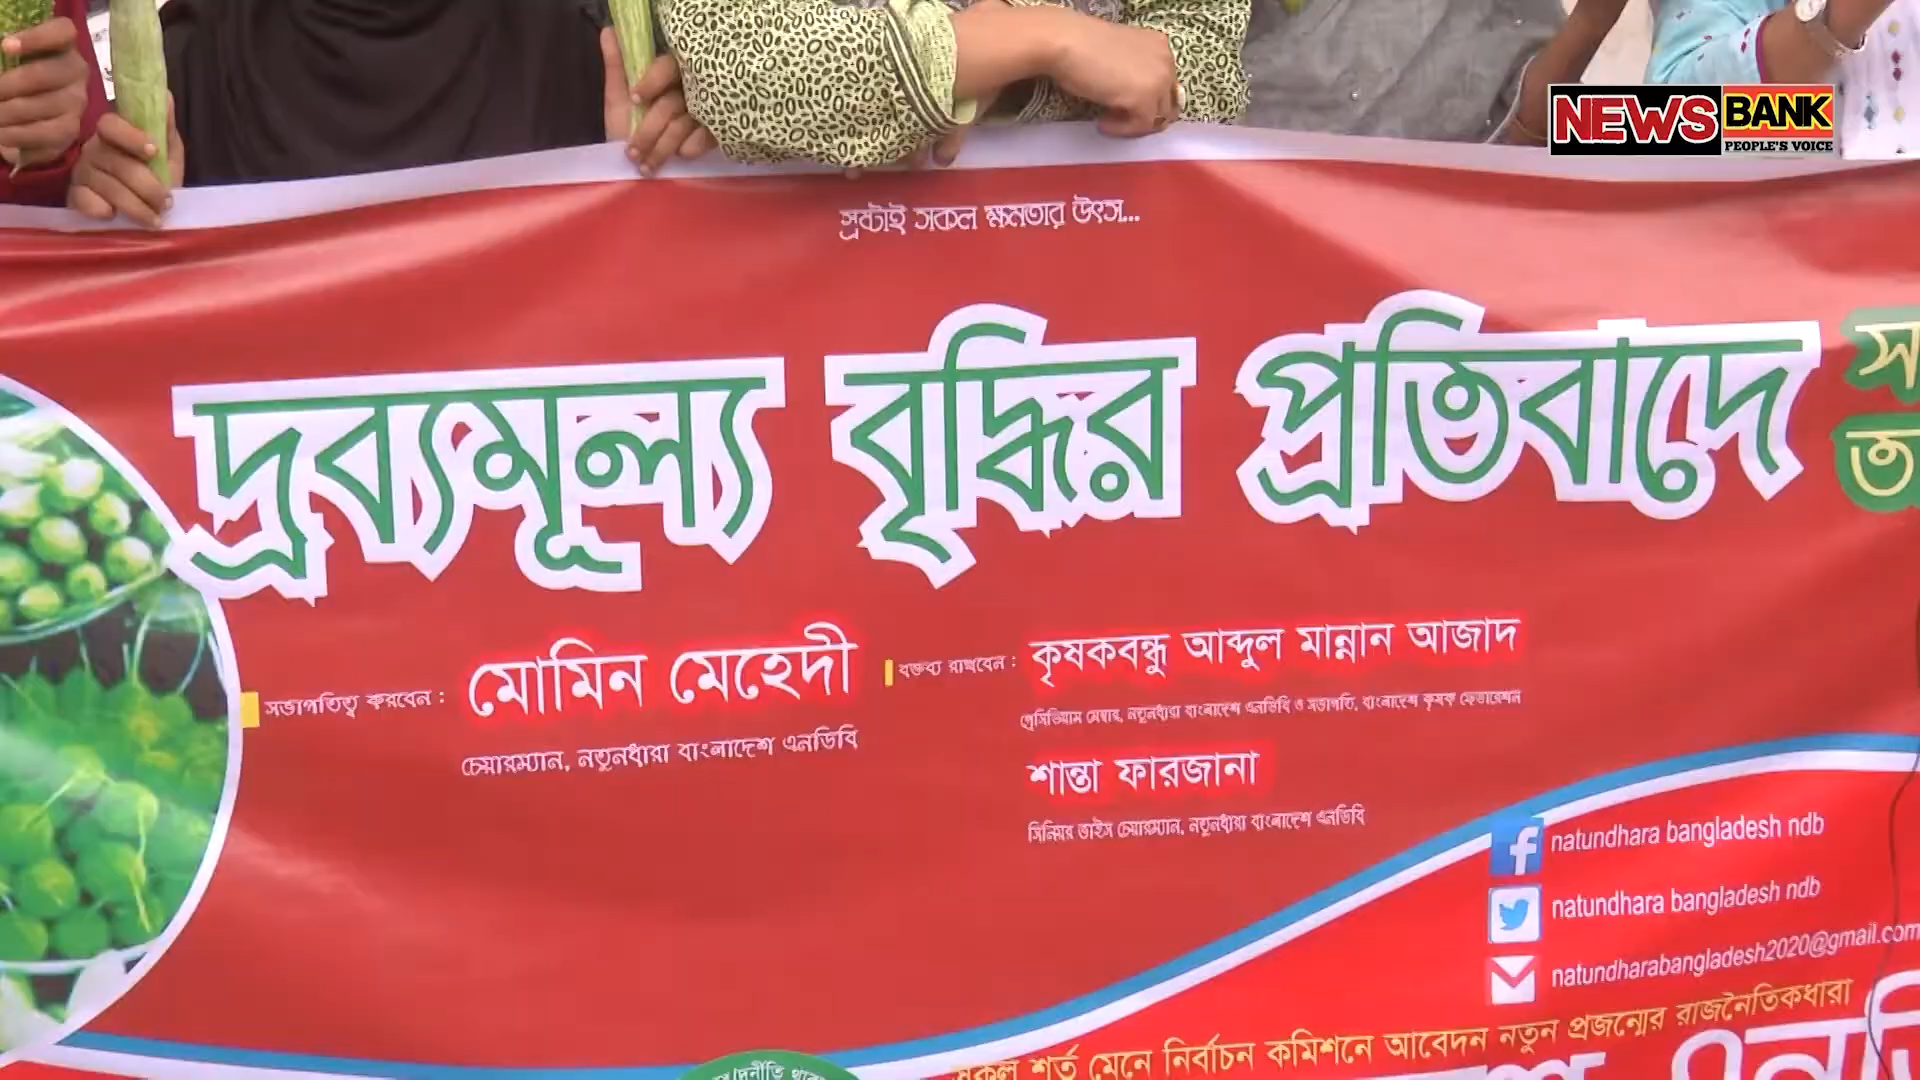 NEWS BANK
PEOPLE'S VOICE
স্রষ্টাই সকল ক্ষমতার উৎস...
দ্রব্যমূল্য বৃদ্ধির প্রতিবাদে
সভাপতিত্ব করবেন : মোমিন মেহেদী
চেয়ারম্যান, নতুনধারা বাংলাদেশ এনডিবি
বক্তব্য রাখবেন : কৃষকবন্ধু আব্দুল মান্নান আজাদ
প্রেসিডিয়াম মেম্বার, নতুনধারা বাংলাদেশ এনডিবি ও সভাপতি, বাংলাদেশ কৃষক ফেডারেশন
শান্তা ফারজানা
সিনিয়র ভাইস চেয়ারম্যান, নতুনধারা বাংলাদেশ এনডিবি
natundhara bangladesh ndb
natundhara bangladesh ndb
natundharabangladesh2020@gmail.com
সকল শর্ত মেনে নির্বাচন কমিশনে আবেদন নতুন প্রজন্মের রাজনৈতিকধারা